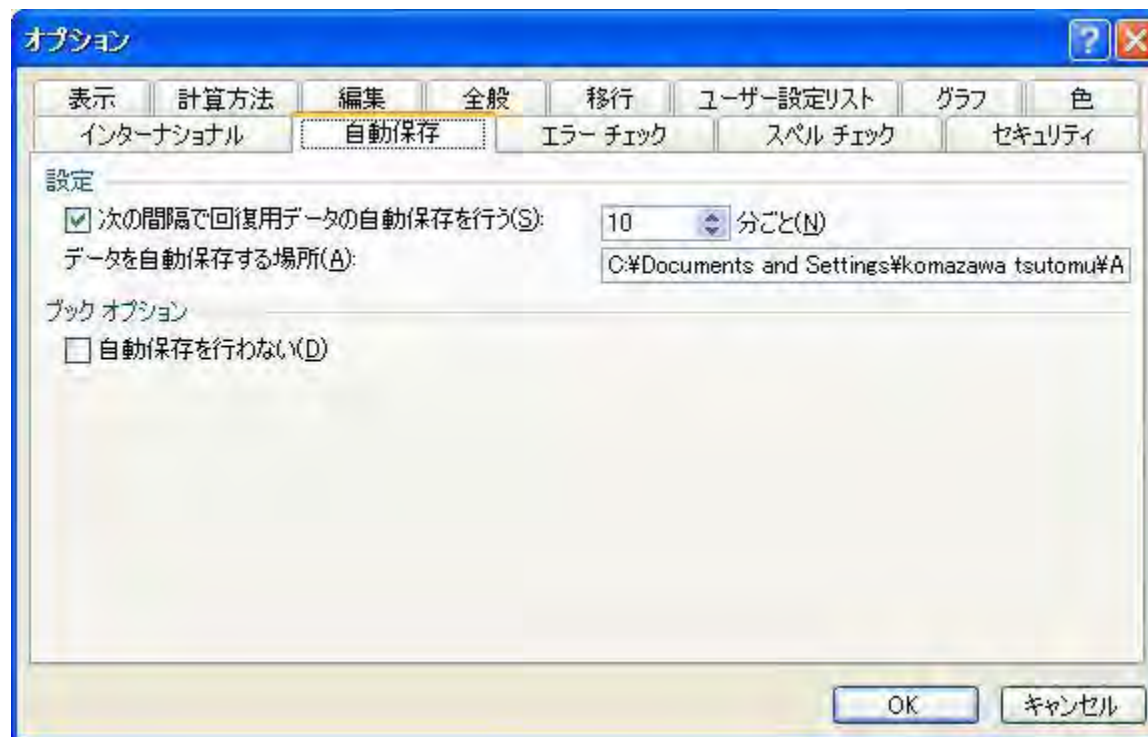 オプション
表示 計算方法 編集 全般 移行 ユーザー設定リスト グラフ 色
インターナショナル 自動保存 エラー チェック スペル チェック セキュリティ
設定
次の間隔で回復用データの自動保存を行う(S): 10 分ごと(N)
データを自動保存する場所(A): C:¥Documents and Settings¥komazawa tsutomu¥A
ブック オプション
自動保存を行わない(D)
OK キャンセル